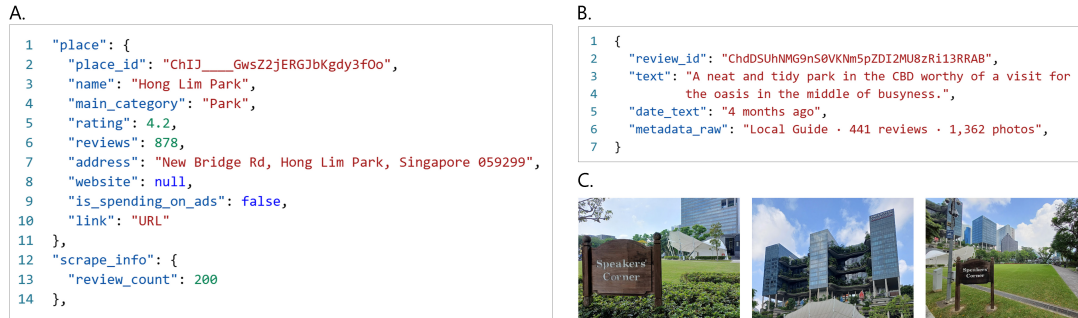 A.
1 "place": {
2 "place_id": "ChIJ____GwsZ2jERGJbKgdy3fOo",
3 "name": "Hong Lim Park",
4 "main_category": "Park",
5 "rating": 4.2,
6 "reviews": 878,
7 "address": "New Bridge Rd, Hong Lim Park, Singapore 059299",
8 "website": null,
9 "is_spending_on_ads": false,
10 "link": "URL"
11 },
12 "scrape_info": {
13 "review_count": 200
14 },
B.
1 {
2 "review_id": "ChdDSUhNMG9nS0VKNm5pZDI2MU8zRi13RRAB",
3 "text": "A neat and tidy park in the CBD worthy of a visit for
4 the oasis in the middle of busyness.",
5 "date_text": "4 months ago",
6 "metadata_raw": "Local Guide · 441 reviews · 1,362 photos",
7 }
C.
Speakers'
Corner
Speakers'
Corner